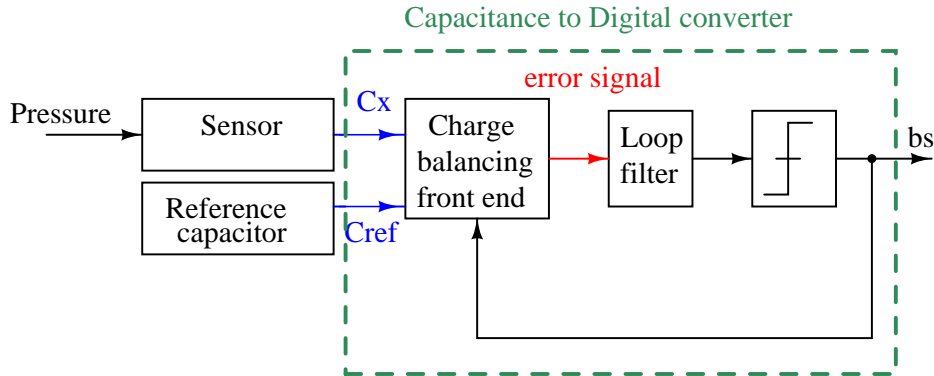 Capacitance to Digital converter
error signal
Pressure
Sensor
Cx
Charge
balancing
front end
Loop
filter
bs
Reference
capacitor
Cref